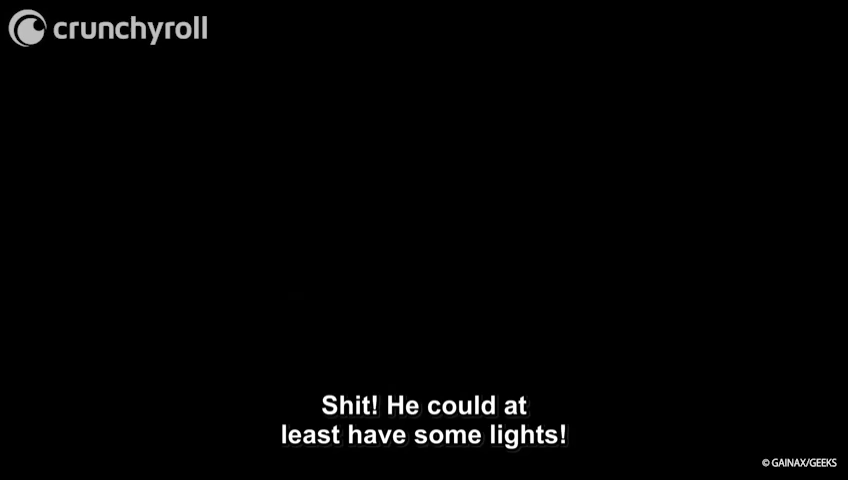 crunchyroll
Shit! He could at
least have some lights!
© GAINAX/GEEKS